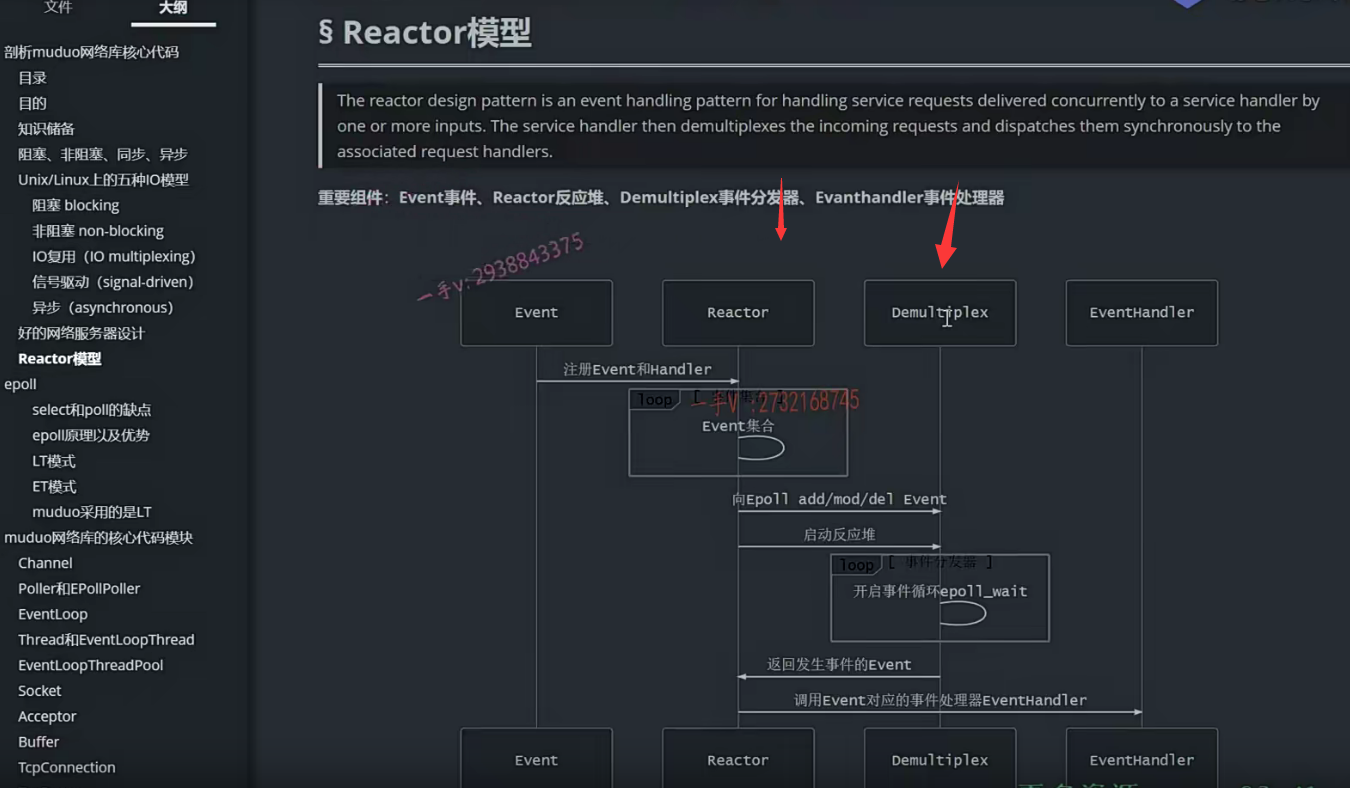 文件 大纲
剖析muduo网络库核心代码
目录
目的
知识储备
阻塞、非阻塞、同步、异步
Unix/Linux上的五种IO模型
阻塞 blocking
非阻塞 non-blocking
IO复用（IO multiplexing）
信号驱动（signal-driven）
异步（asynchronous）
好的网络服务器设计
Reactor模型
epoll
select和poll的缺点
epoll原理以及优势
LT模式
ET模式
muduo采用的是LT
muduo网络库的核心代码模块
Channel
Poller和EPollPoller
EventLoop
Thread和EventLoopThread
EventLoopThreadPool
Socket
Acceptor
Buffer
TcpConnection
§ Reactor模型
The reactor design pattern is an event handling pattern for handling service requests delivered concurrently to a service handler by
one or more inputs. The service handler then demultiplexes the incoming requests and dispatches them synchronously to the
associated request handlers.
重要组件：Event事件、Reactor反应堆、Demultiplex事件分发器、Evanthandler事件处理器
一手v:2938843375
Event Reactor Demultiplex EventHandler
注册Event和Handler
loop
一手V :2732168745
Event集合
向Epoll add/mod/del Event
启动反应堆
loop [ 事件分发器 ]
开启事件循环epoll_wait
返回发生事件的Event
调用Event对应的事件处理器EventHandler
Event Reactor Demultiplex EventHandler